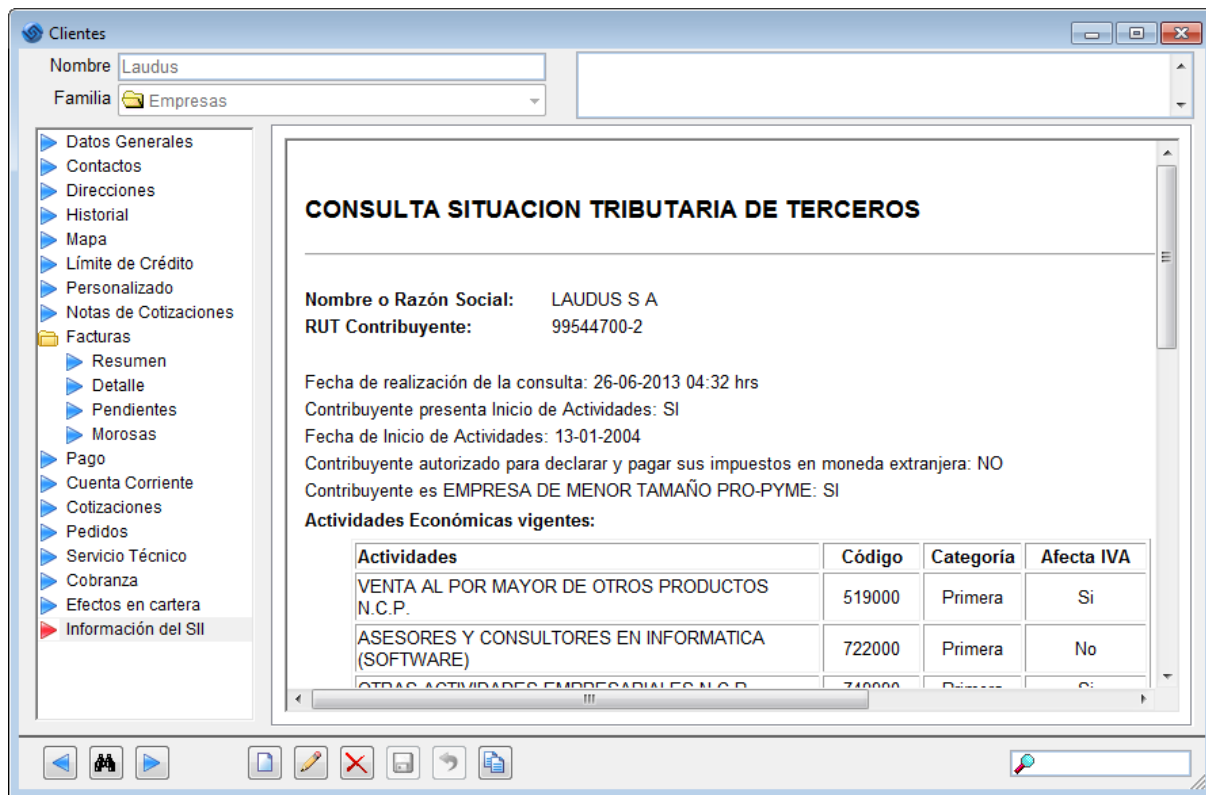 Clientes
Nombre Laudus
Familia Empresas
Datos Generales
Contactos
Direcciones
Historial
Mapa
Límite de Crédito
Personalizado
Notas de Cotizaciones
Facturas
Resumen
Detalle
Pendientes
Morosas
Pago
Cuenta Corriente
Cotizaciones
Pedidos
Servicio Técnico
Cobranza
Efectos en cartera
Información del SII
CONSULTA SITUACION TRIBUTARIA DE TERCEROS
Nombre o Razón Social: LAUDUS S A
RUT Contribuyente: 99544700-2
Fecha de realización de la consulta: 26-06-2013 04:32 hrs
Contribuyente presenta Inicio de Actividades: SI
Fecha de Inicio de Actividades: 13-01-2004
Contribuyente autorizado para declarar y pagar sus impuestos en moneda extranjera: NO
Contribuyente es EMPRESA DE MENOR TAMAÑO PRO-PYME: SI
Actividades Económicas vigentes:
Actividades Código Categoría Afecta IVA
VENTA AL POR MAYOR DE OTROS PRODUCTOS
N.C.P. 519000 Primera Si
ASESORES Y CONSULTORES EN INFORMATICA
(SOFTWARE) 722000 Primera No
OTRAS ACTIVIDADES EMPRESARIALES N.C.P. 749990 Primera Si